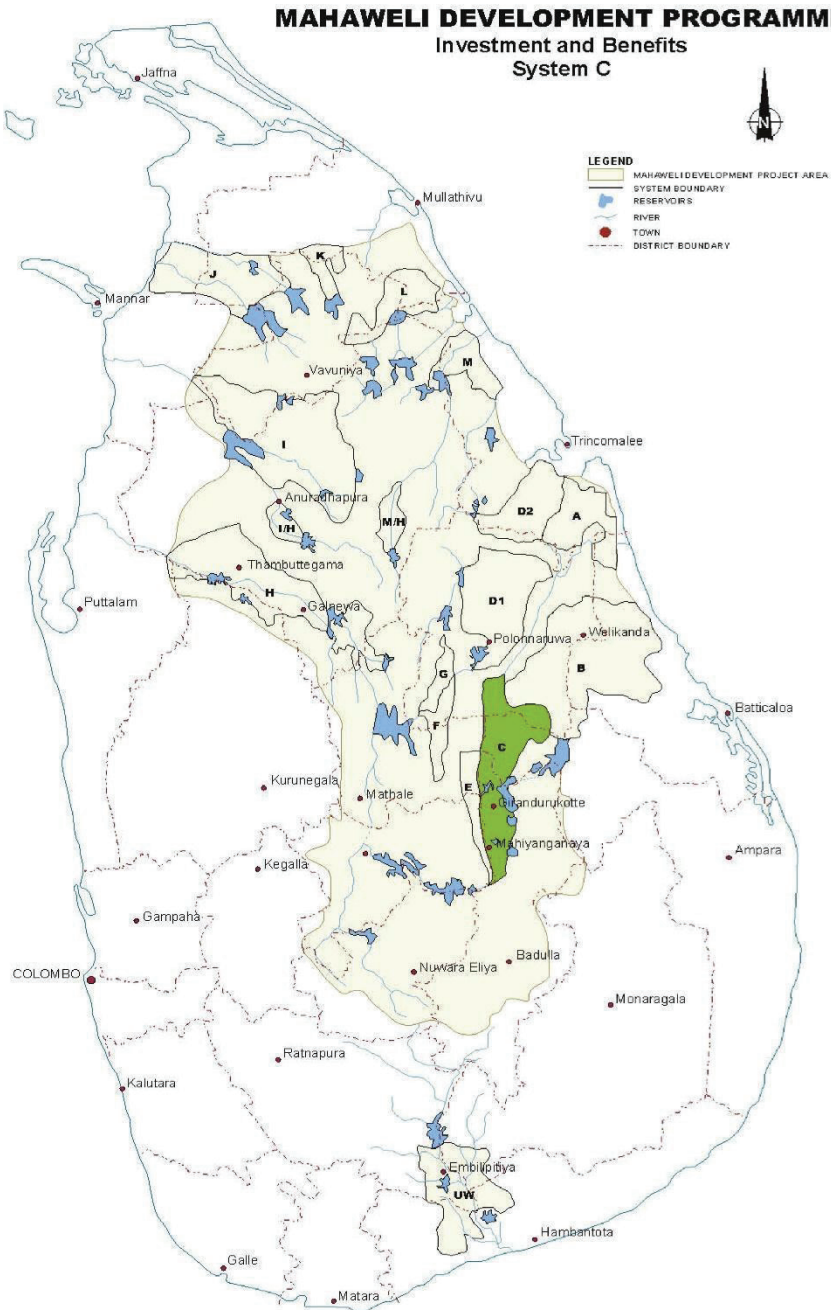 MAHAWELI DEVELOPMENT PROGRAMM
Investment and Benefits
System C
Jaffna
N
LEGEND
MAHAWELI DEVELOPMENT PROJECT AREA
SYSTEM BOUNDARY
RESERVOIRS
RIVER
TOWN
DISTRICT BOUNDARY
Mullathivu
K
J
L
Mannar
M
Vavuniya
I
Trincomalee
Anuradhapura
I/H
M/H
D2
A
Thambuttegama
H
Galnewa
D1
Puttalam
Polonnaruwa
Welikanda
G
B
F
Batticaloa
C
E
Kurunegala
Mathale
Girandurukotte
Mahiyanganaya
Kegalla
Ampara
Gampaha
COLOMBO
Nuwara Eliya
Badulla
Monaragala
Ratnapura
Kalutara
Embilipitiya
UW
Hambantota
Galle
Matara